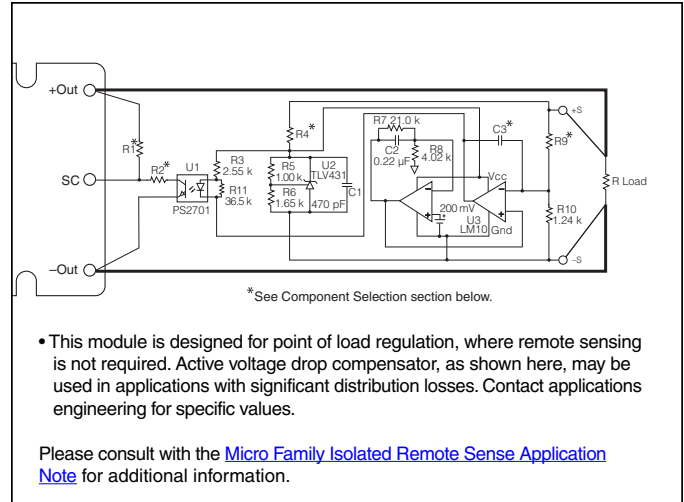 +Out
SC
–Out
R1*
R2*
U1
PS2701
R3
2.55 k
R11
36.5 k
R4*
R5
1.00 k
R6
1.65 k
U2
TLV431
470 pF
C1
R7 21.0 k
C2
0.22 µF
R8
4.02 k
C3*
Vcc
200 mV
U3
LM10
Gnd
+S
R9*
R10
1.24 k
–S
R Load
*See Component Selection section below.
• This module is designed for point of load regulation, where remote sensing
is not required. Active voltage drop compensator, as shown here, may be
used in applications with significant distribution losses. Contact applications
engineering for specific values.
Please consult with the Micro Family Isolated Remote Sense Application
Note for additional information.